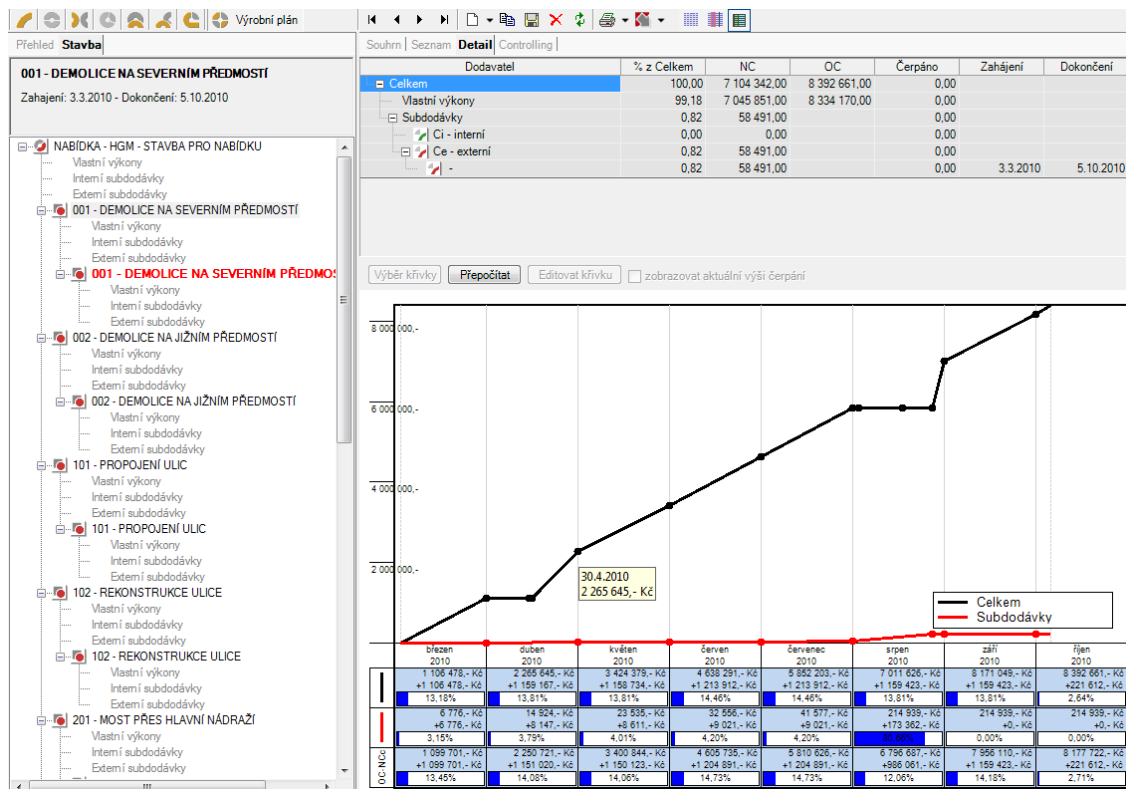 Výrobní plán
Přehled Stavba
001 - DEMOLICE NA SEVERNÍM PŘEDMOSTÍ
Zahajení: 3.3.2010 - Dokončení: 5.10.2010
NABÍDKA - HGM - STAVBA PRO NABÍDKU
Vlastní výkony
Interní subdodávky
Externí subdodávky
001 - DEMOLICE NA SEVERNÍM PŘEDMOSTÍ
Vlastní výkony
Interní subdodávky
Externí subdodávky
001 - DEMOLICE NA SEVERNÍM PŘEDMOS
Vlastní výkony
Interní subdodávky
Externí subdodávky
002 - DEMOLICE NA JIŽNÍM PŘEDMOSTÍ
Vlastní výkony
Interní subdodávky
Externí subdodávky
002 - DEMOLICE NA JIŽNÍM PŘEDMOSTÍ
Vlastní výkony
Interní subdodávky
Externí subdodávky
101 - PROPOJENÍ ULIC
Vlastní výkony
Interní subdodávky
Externí subdodávky
101 - PROPOJENÍ ULIC
Vlastní výkony
Interní subdodávky
Externí subdodávky
102 - REKONSTRUKCE ULICE
Vlastní výkony
Interní subdodávky
Externí subdodávky
102 - REKONSTRUKCE ULICE
Vlastní výkony
Interní subdodávky
Externí subdodávky
201 - MOST PŘES HLAVNÍ NÁDRAŽÍ
Vlastní výkony
Interní subdodávky
Externí subdodávky
Souhrn Seznam Detail Controlling
Dodavatel % z Celkem NC OC Čerpáno Zahájení Dokončení
Celkem 100,00 7 104 342,00 8 392 661,00 0,00
Vlastní výkony 99,18 7 045 851,00 8 334 170,00 0,00
Subdodávky 0,82 58 491,00 0,00
Ci - interní 0,00 0,00 0,00
Ce - externí 0,82 58 491,00 0,00
- 0,82 58 491,00 0,00 3.3.2010 5.10.2010
Výběr křivky Přepočítat Editovat křivku zobrazovat aktuální výši čerpání
8 000 000,-
6 000 000,-
4 000 000,-
2 000 000,-
30.4.2010
2 265 645,- Kč
Celkem
Subdodávky
březen duben květen červen červenec srpen září říjen
2010 2010 2010 2010 2010 2010 2010 2010
1 106 478,- Kč 2 265 645,- Kč 3 424 379,- Kč 4 638 291,- Kč 5 852 203,- Kč 7 011 626,- Kč 8 171 049,- Kč 8 392 661,- Kč
+1 106 478,- Kč +1 159 167,- Kč +1 158 734,- Kč +1 213 912,- Kč +1 213 912,- Kč +1 159 423,- Kč +1 159 423,- Kč +221 612,- Kč
13,18% 13,81% 13,81% 14,46% 14,46% 13,81% 13,81% 2,64%
6 776,- Kč 14 924,- Kč 23 535,- Kč 32 556,- Kč 41 577,- Kč 214 939,- Kč 214 939,- Kč 214 939,- Kč
+6 776,- Kč +8 147,- Kč +8 611,- Kč +9 021,- Kč +9 021,- Kč +173 362,- Kč +0,- Kč +0,- Kč
3,15% 3,79% 4,01% 4,20% 4,20% 0,00% 0,00%
OC-NCc
1 099 701,- Kč 2 250 721,- Kč 3 400 844,- Kč 4 605 735,- Kč 5 810 626,- Kč 6 796 687,- Kč 7 956 110,- Kč 8 177 722,- Kč
+1 099 701,- Kč +1 151 020,- Kč +1 150 123,- Kč +1 204 891,- Kč +1 204 891,- Kč +986 061,- Kč +1 159 423,- Kč +221 612,- Kč
13,45% 14,08% 14,06% 14,73% 14,73% 12,06% 14,18% 2,71%